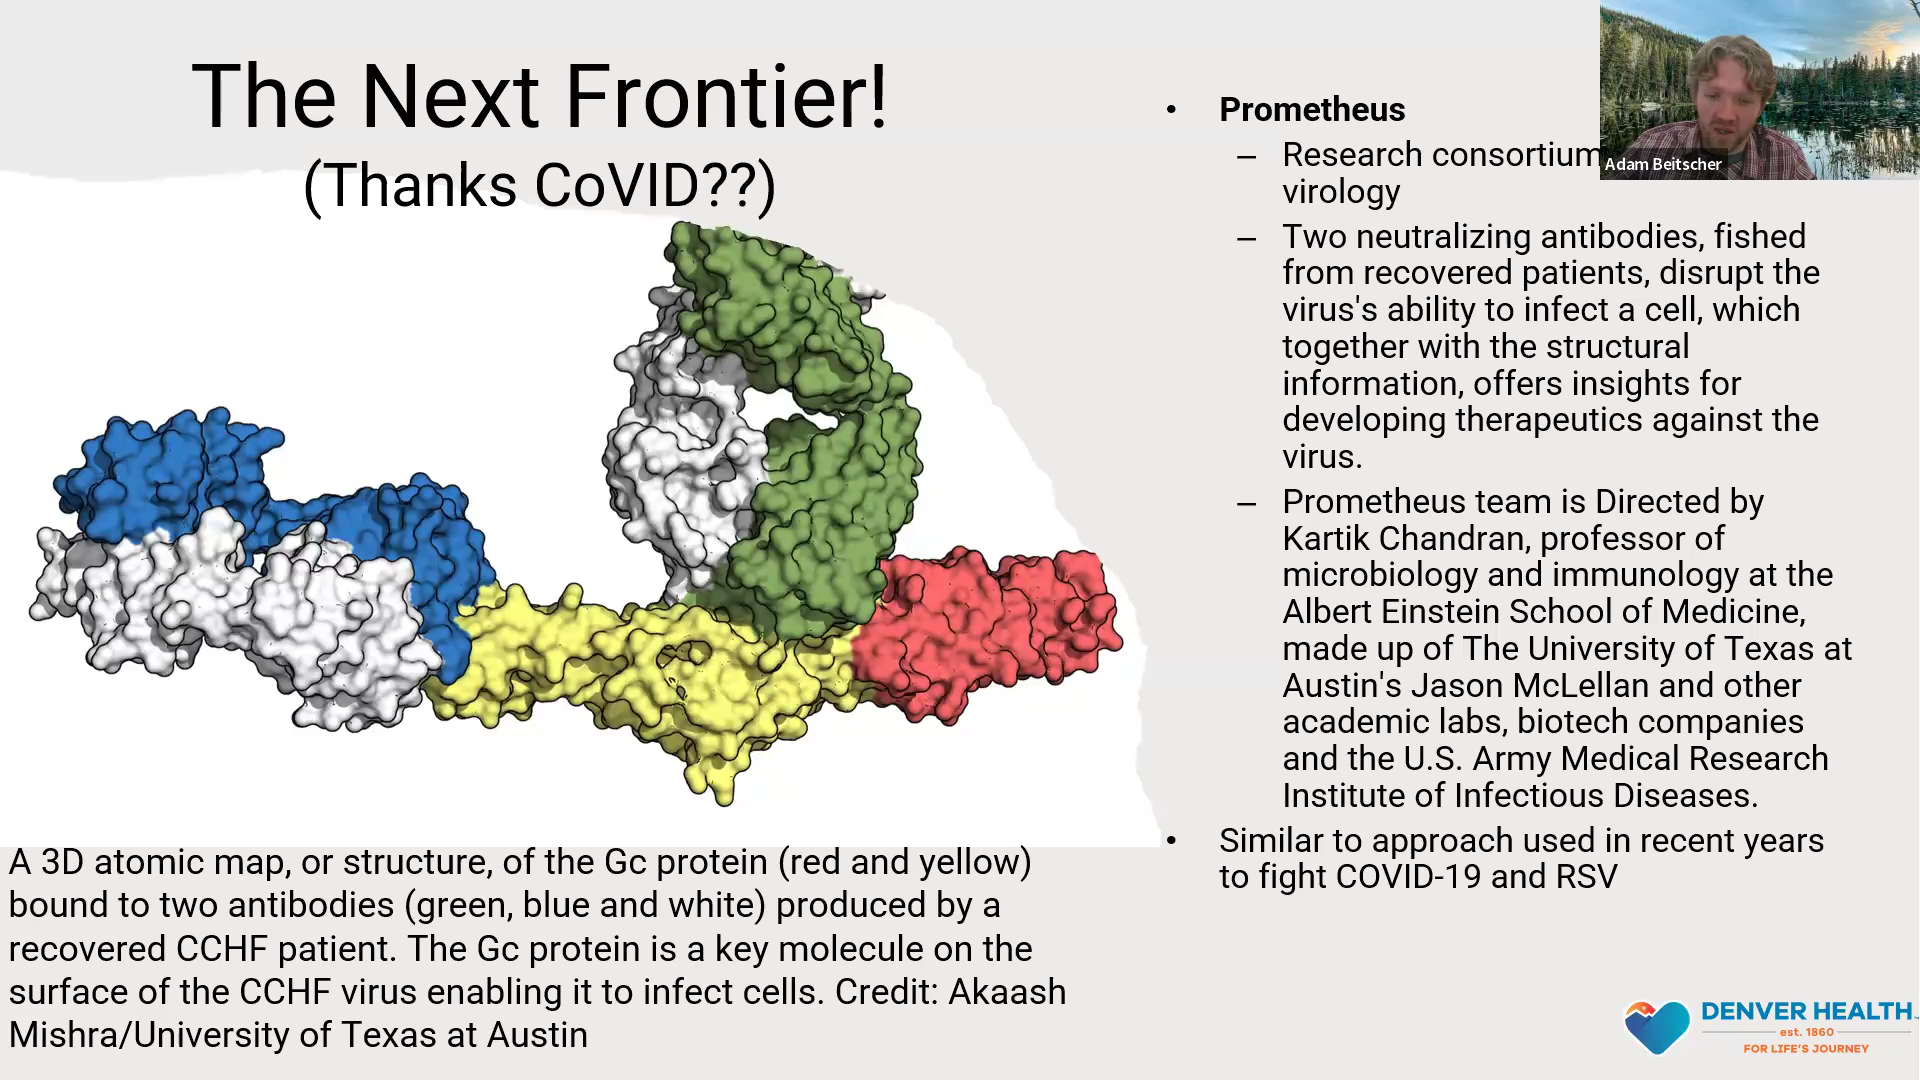 The Next Frontier!
(Thanks CoVID??)
A 3D atomic map, or structure, of the Gc protein (red and yellow)
bound to two antibodies (green, blue and white) produced by a
recovered CCHF patient. The Gc protein is a key molecule on the
surface of the CCHF virus enabling it to infect cells. Credit: Akaash
Mishra/University of Texas at Austin
• Prometheus
– Research consortium
virology
– Two neutralizing antibodies, fished
from recovered patients, disrupt the
virus's ability to infect a cell, which
together with the structural
information, offers insights for
developing therapeutics against the
virus.
– Prometheus team is Directed by
Kartik Chandran, professor of
microbiology and immunology at the
Albert Einstein School of Medicine,
made up of The University of Texas at
Austin's Jason McLellan and other
academic labs, biotech companies
and the U.S. Army Medical Research
Institute of Infectious Diseases.
• Similar to approach used in recent years
to fight COVID-19 and RSV
Adam Beitscher
DENVER HEALTH
est. 1860
FOR LIFE'S JOURNEY